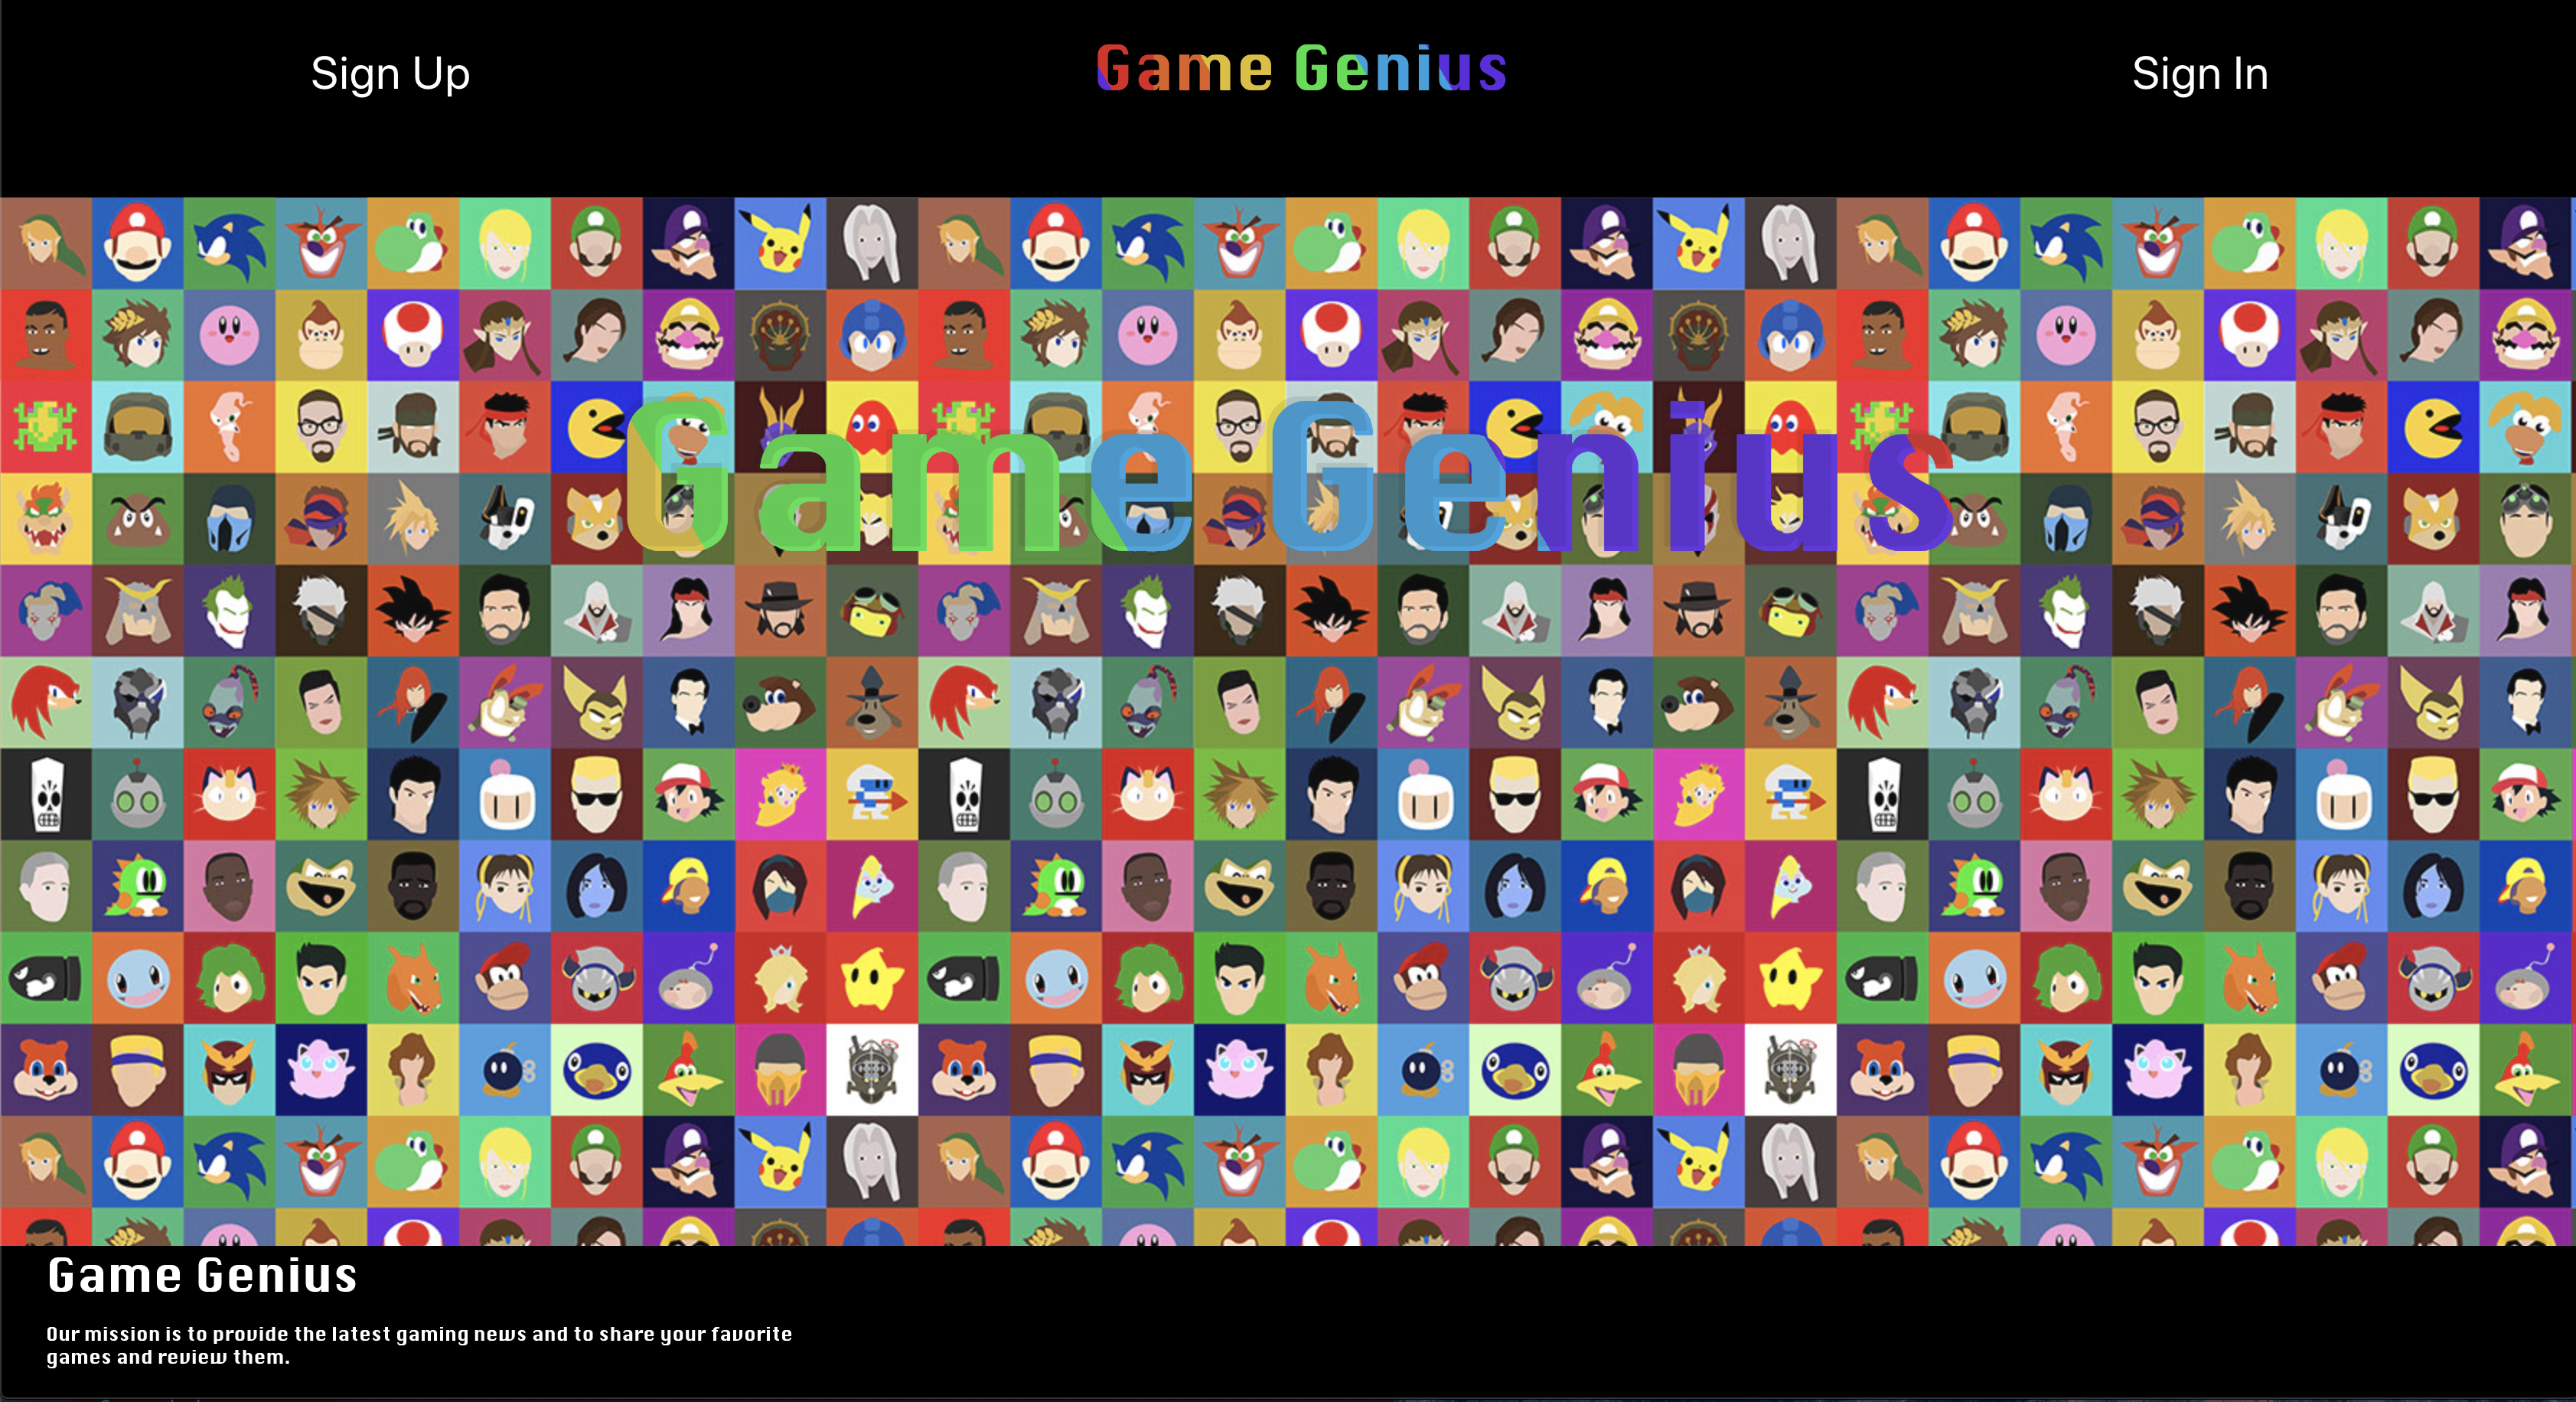 Sign Up
Game Genius
Sign In
Game Genius
Game Genius
Our mission is to provide the latest gaming news and to share your favorite
games and review them.